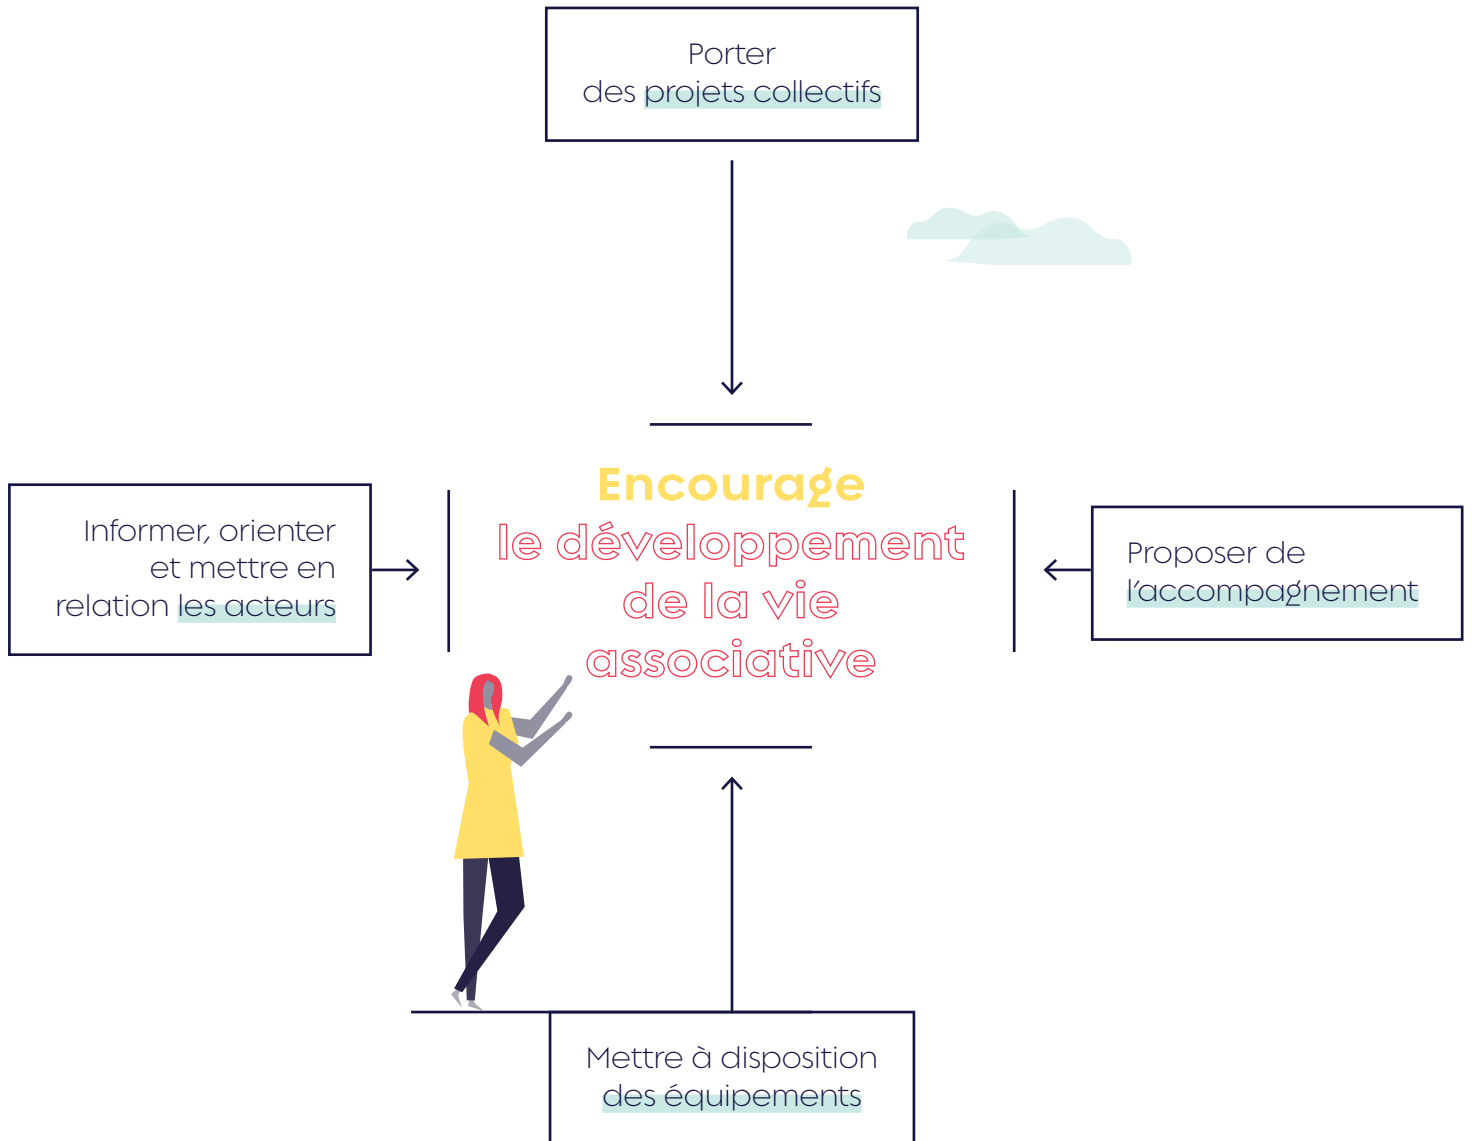 Porter
des projets collectifs
Encourage
le développement
de la vie
associative
Informer, orienter
et mettre en
relation les acteurs
Proposer de
l'accompagnement
Mettre à disposition
des équipements